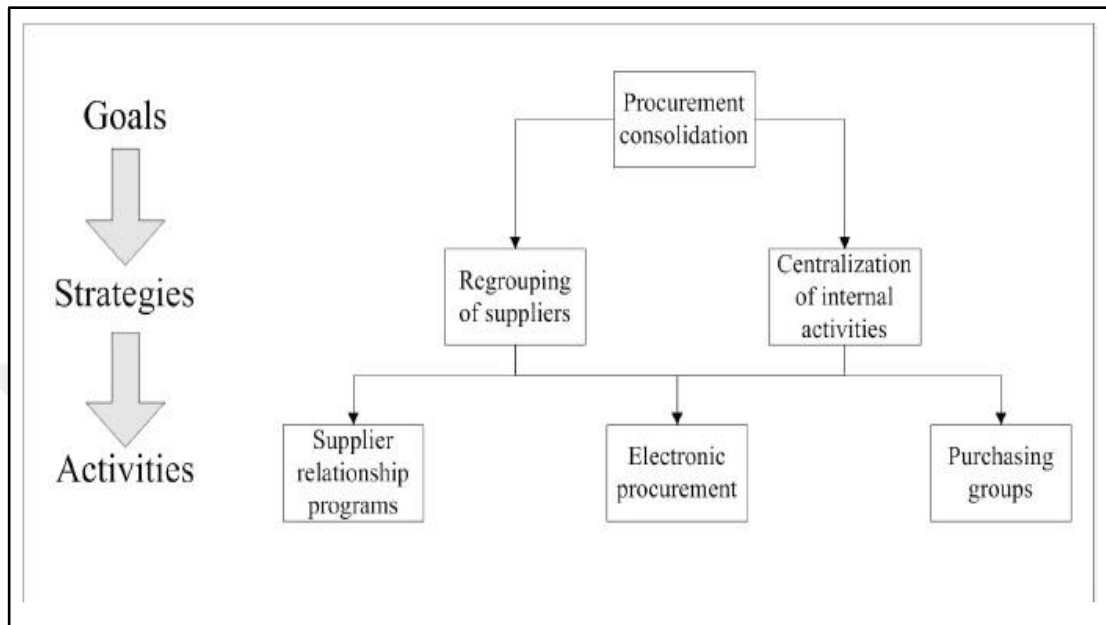 Goals
Procurement
consolidation
Strategies
Regrouping
of suppliers
Centralization
of internal
activities
Activities
Supplier
relationship
programs
Electronic
procurement
Purchasing
groups